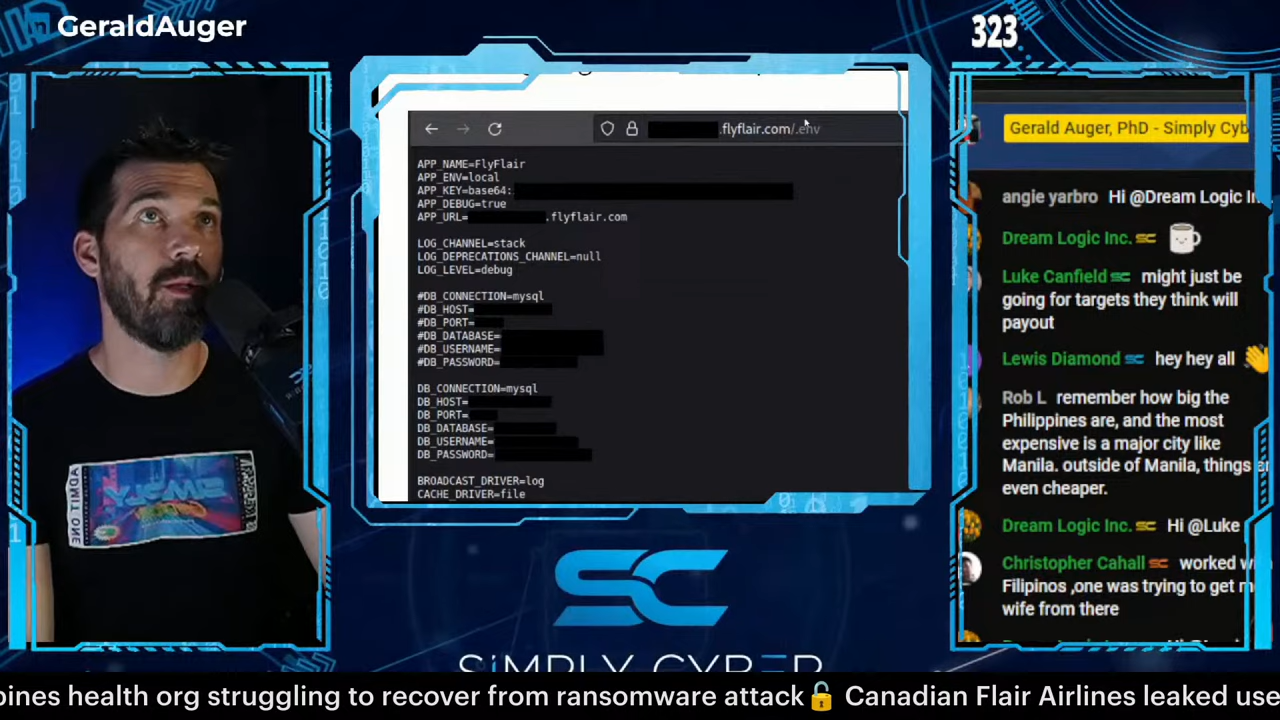 GeraldAuger
323
.flyflair.com/.env
APP_NAME=FlyFlair
APP_ENV=local
APP_KEY=base64:
APP_DEBUG=true
APP_URL= .flyflair.com
LOG_CHANNEL=stack
LOG_DEPRECATIONS_CHANNEL=null
LOG_LEVEL=debug
#DB_CONNECTION=mysql
#DB_HOST=
#DB_PORT=
#DB_DATABASE=
#DB_USERNAME=
#DB_PASSWORD=
DB_CONNECTION=mysql
DB_HOST=
DB_PORT=
DB_DATABASE=
DB_USERNAME=
DB_PASSWORD=
BROADCAST_DRIVER=log
CACHE_DRIVER=file
Gerald Auger, PhD - Simply Cyb
angie yarbro Hi @Dream Logic
Dream Logic Inc.
Luke Canfield might just be
going for targets they think will
payout
Lewis Diamond hey hey all
Rob L remember how big the
Philippines are, and the most
expensive is a major city like
Manila. outside of Manila, things
even cheaper.
Dream Logic Inc. Hi @Luke
Christopher Cahall worked
Filipinos ,one was trying to get
wife from there
ADMIT ONE
SC
SIMPLY CYBER
pines health org struggling to recover from ransomware attack🔓 Canadian Flair Airlines leaked use